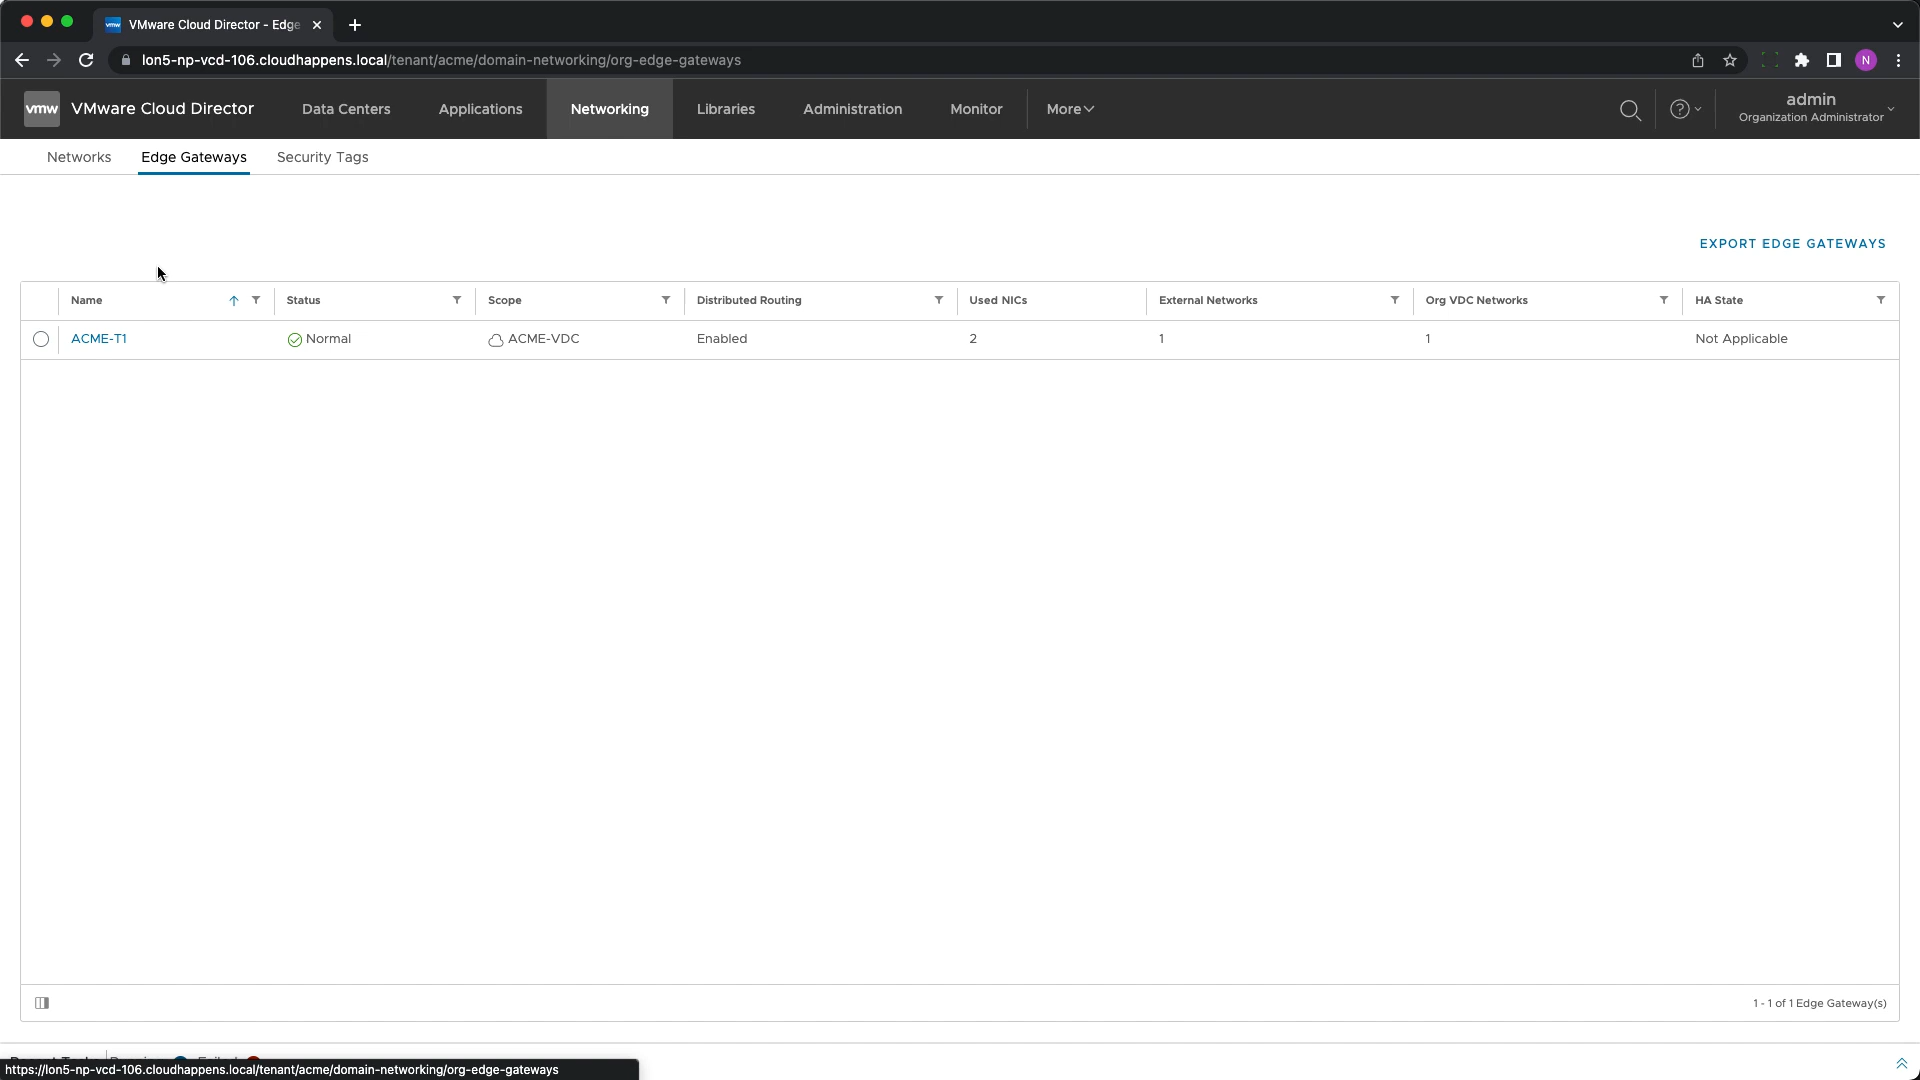 vmw VMware Cloud Director - Edge
lon5-np-vcd-106.cloudhappens.local/tenant/acme/domain-networking/org-edge-gateways
N
vmw VMware Cloud Director Data Centers Applications Networking Libraries Administration Monitor More
admin
Organization Administrator
Networks Edge Gateways Security Tags
EXPORT EDGE GATEWAYS
Name Status Scope Distributed Routing Used NICs External Networks Org VDC Networks HA State
ACME-T1 Normal ACME-VDC Enabled 2 1 1 Not Applicable
1 - 1 of 1 Edge Gateway(s)
https://lon5-np-vcd-106.cloudhappens.local/tenant/acme/domain-networking/org-edge-gateways